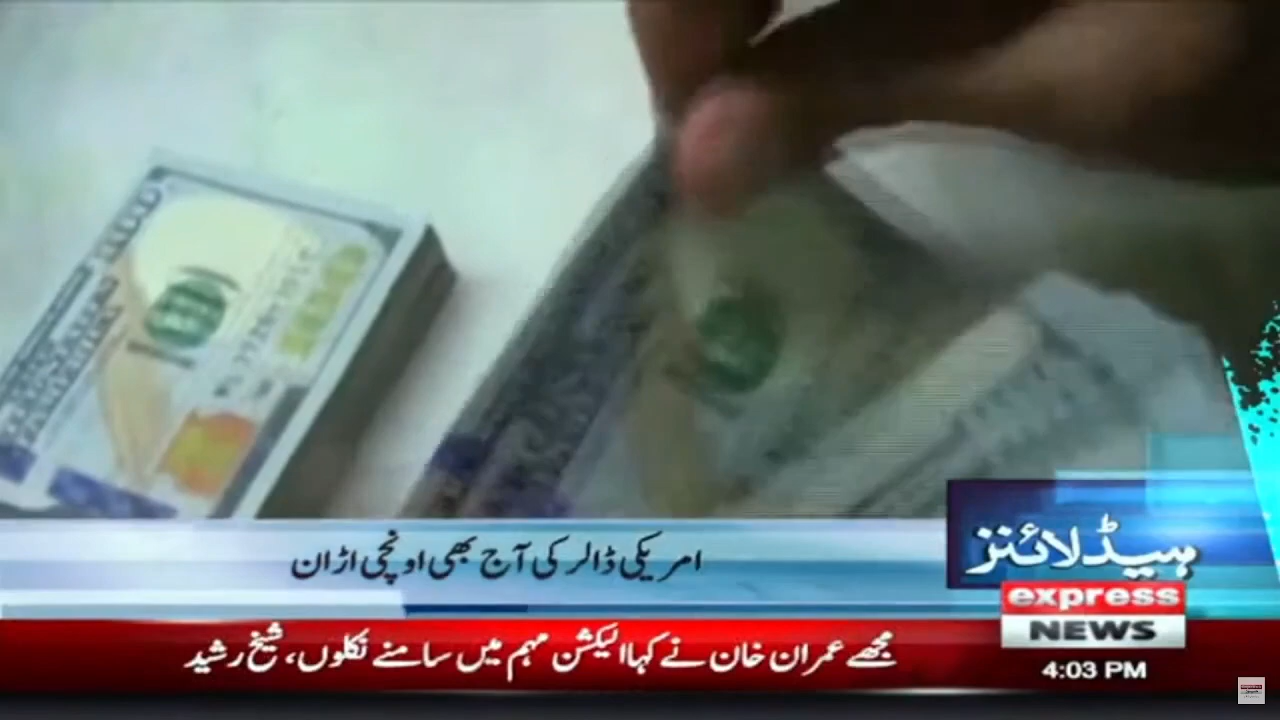 100
امریکی ڈالر کی آج بھی اونچی اڑان
ہیڈلائنز
express
NEWS
مجھے عمران خان نے کہا الیکشن مہم میں سامنے نکلوں، شیخ رشید
4:03 PM